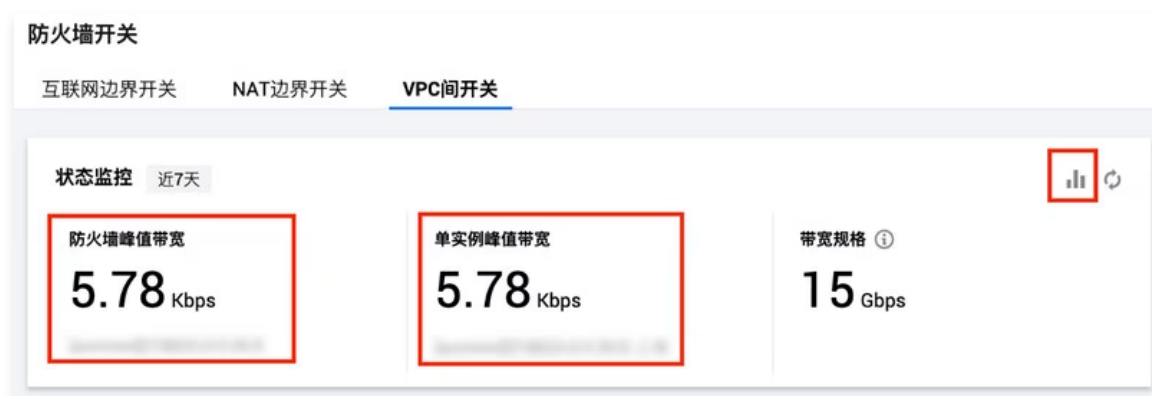 防火墙开关
互联网边界开关 NAT边界开关 VPC间开关
状态监控 近7天
防火墙峰值带宽 单实例峰值带宽 带宽规格
5.78 Kbps 5.78 Kbps 15 Gbps